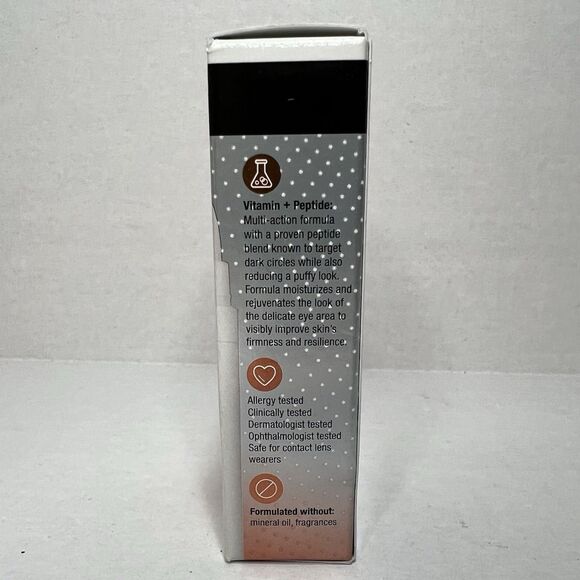 Vitamin + Peptide:
Multi-action formula
with a proven peptide
blend known to target
dark circles while also
reducing a puffy look.
Formula moisturizes and
rejuvenates the look of
the delicate eye area to
visibly improve skin's
firmness and resilience.
Allergy tested
Clinically tested
Dermatologist tested
Ophthalmologist tested
Safe for contact lens
wearers
Formulated without:
mineral oil, fragrances